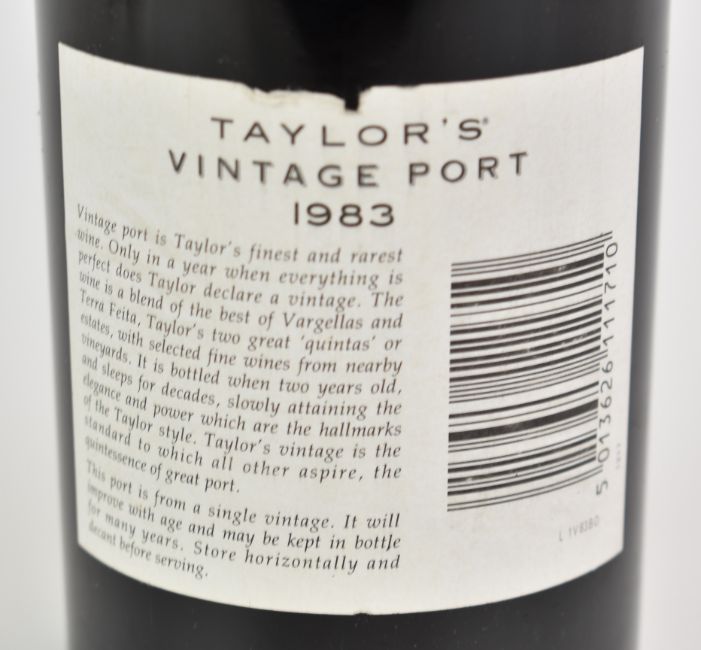 TAYLOR'S®
VINTAGE PORT
1983
Vintage port is Taylor's finest and rarest
wine. Only in a year when everything is
perfect does Taylor declare a vintage. The
wine is a blend of the best of Vargellas and
Terra Feita, Taylor's two great 'quintas' or
estates, with selected fine wines from nearby
vineyards. It is bottled when two years old,
and sleeps for decades, slowly attaining the
elegance and power which are the hallmarks
of the Taylor style. Taylor's vintage is the
standard to which all other aspire, the
quintessence of great port.
This port is from a single vintage. It will
improve with age and may be kept in bottle
for many years. Store horizontally and
decant before serving.
5 013626 111710
L 1V83BD